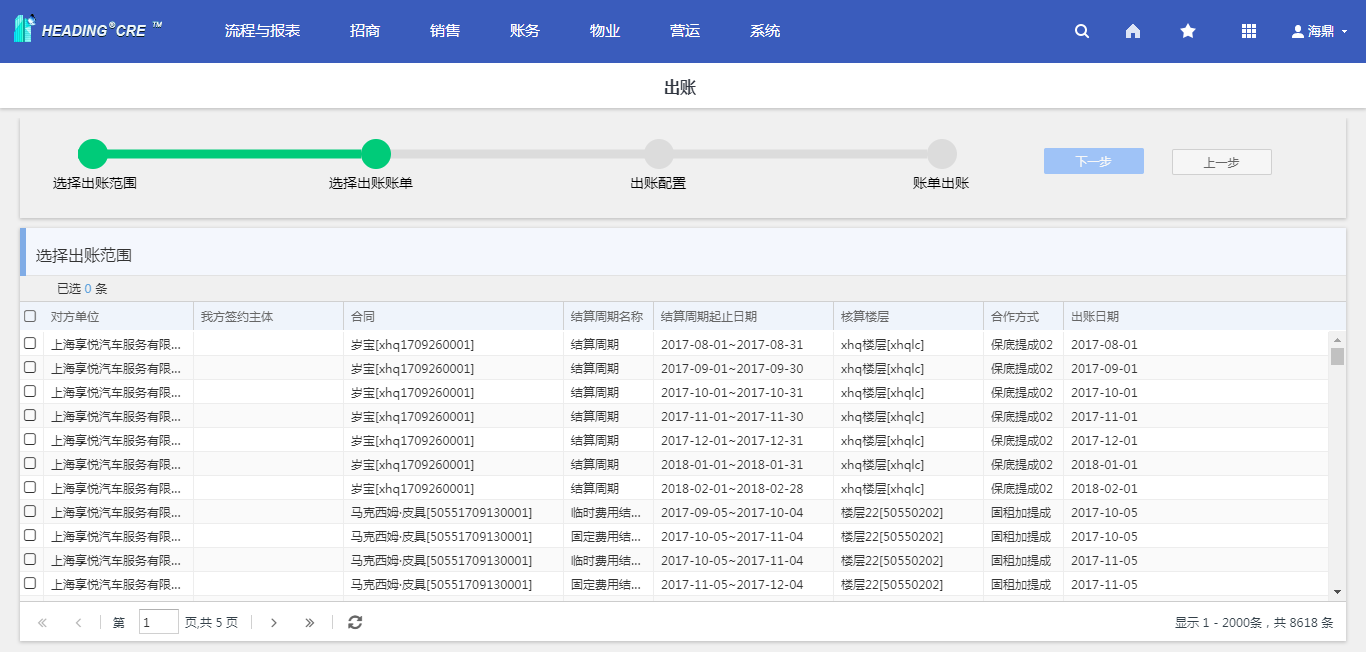 HEADING®CRE ™ 流程与报表 招商 销售 账务 物业 营运 系统 海鼎
出账
下一步 上一步
选择出账范围 选择出账账单 出账配置 账单出账
选择出账范围
已选 0 条
对方单位 我方签约主体 合同 结算周期名称 结算周期起止日期 核算楼层 合作方式 出账日期
上海享悦汽车服务有限... 岁宝[xhq1709260001] 结算周期 2017-08-01~2017-08-31 xhq楼层[xhqlc] 保底提成02 2017-08-01
上海享悦汽车服务有限... 岁宝[xhq1709260001] 结算周期 2017-09-01~2017-09-30 xhq楼层[xhqlc] 保底提成02 2017-09-01
上海享悦汽车服务有限... 岁宝[xhq1709260001] 结算周期 2017-10-01~2017-10-31 xhq楼层[xhqlc] 保底提成02 2017-10-01
上海享悦汽车服务有限... 岁宝[xhq1709260001] 结算周期 2017-11-01~2017-11-30 xhq楼层[xhqlc] 保底提成02 2017-11-01
上海享悦汽车服务有限... 岁宝[xhq1709260001] 结算周期 2017-12-01~2017-12-31 xhq楼层[xhqlc] 保底提成02 2017-12-01
上海享悦汽车服务有限... 岁宝[xhq1709260001] 结算周期 2018-01-01~2018-01-31 xhq楼层[xhqlc] 保底提成02 2018-01-01
上海享悦汽车服务有限... 岁宝[xhq1709260001] 结算周期 2018-02-01~2018-02-28 xhq楼层[xhqlc] 保底提成02 2018-02-01
上海享悦汽车服务有限... 马克西姆·皮具[50551709130001] 临时费用结... 2017-09-05~2017-10-04 楼层22[50550202] 固租加提成 2017-10-05
上海享悦汽车服务有限... 马克西姆·皮具[50551709130001] 固定费用结... 2017-10-05~2017-11-04 楼层22[50550202] 固租加提成 2017-10-05
上海享悦汽车服务有限... 马克西姆·皮具[50551709130001] 临时费用结... 2017-10-05~2017-11-04 楼层22[50550202] 固租加提成 2017-11-05
上海享悦汽车服务有限... 马克西姆·皮具[50551709130001] 固定费用结... 2017-11-05~2017-12-04 楼层22[50550202] 固租加提成 2017-11-05
第 1 页,共 5 页 显示 1 - 2000条，共 8618 条